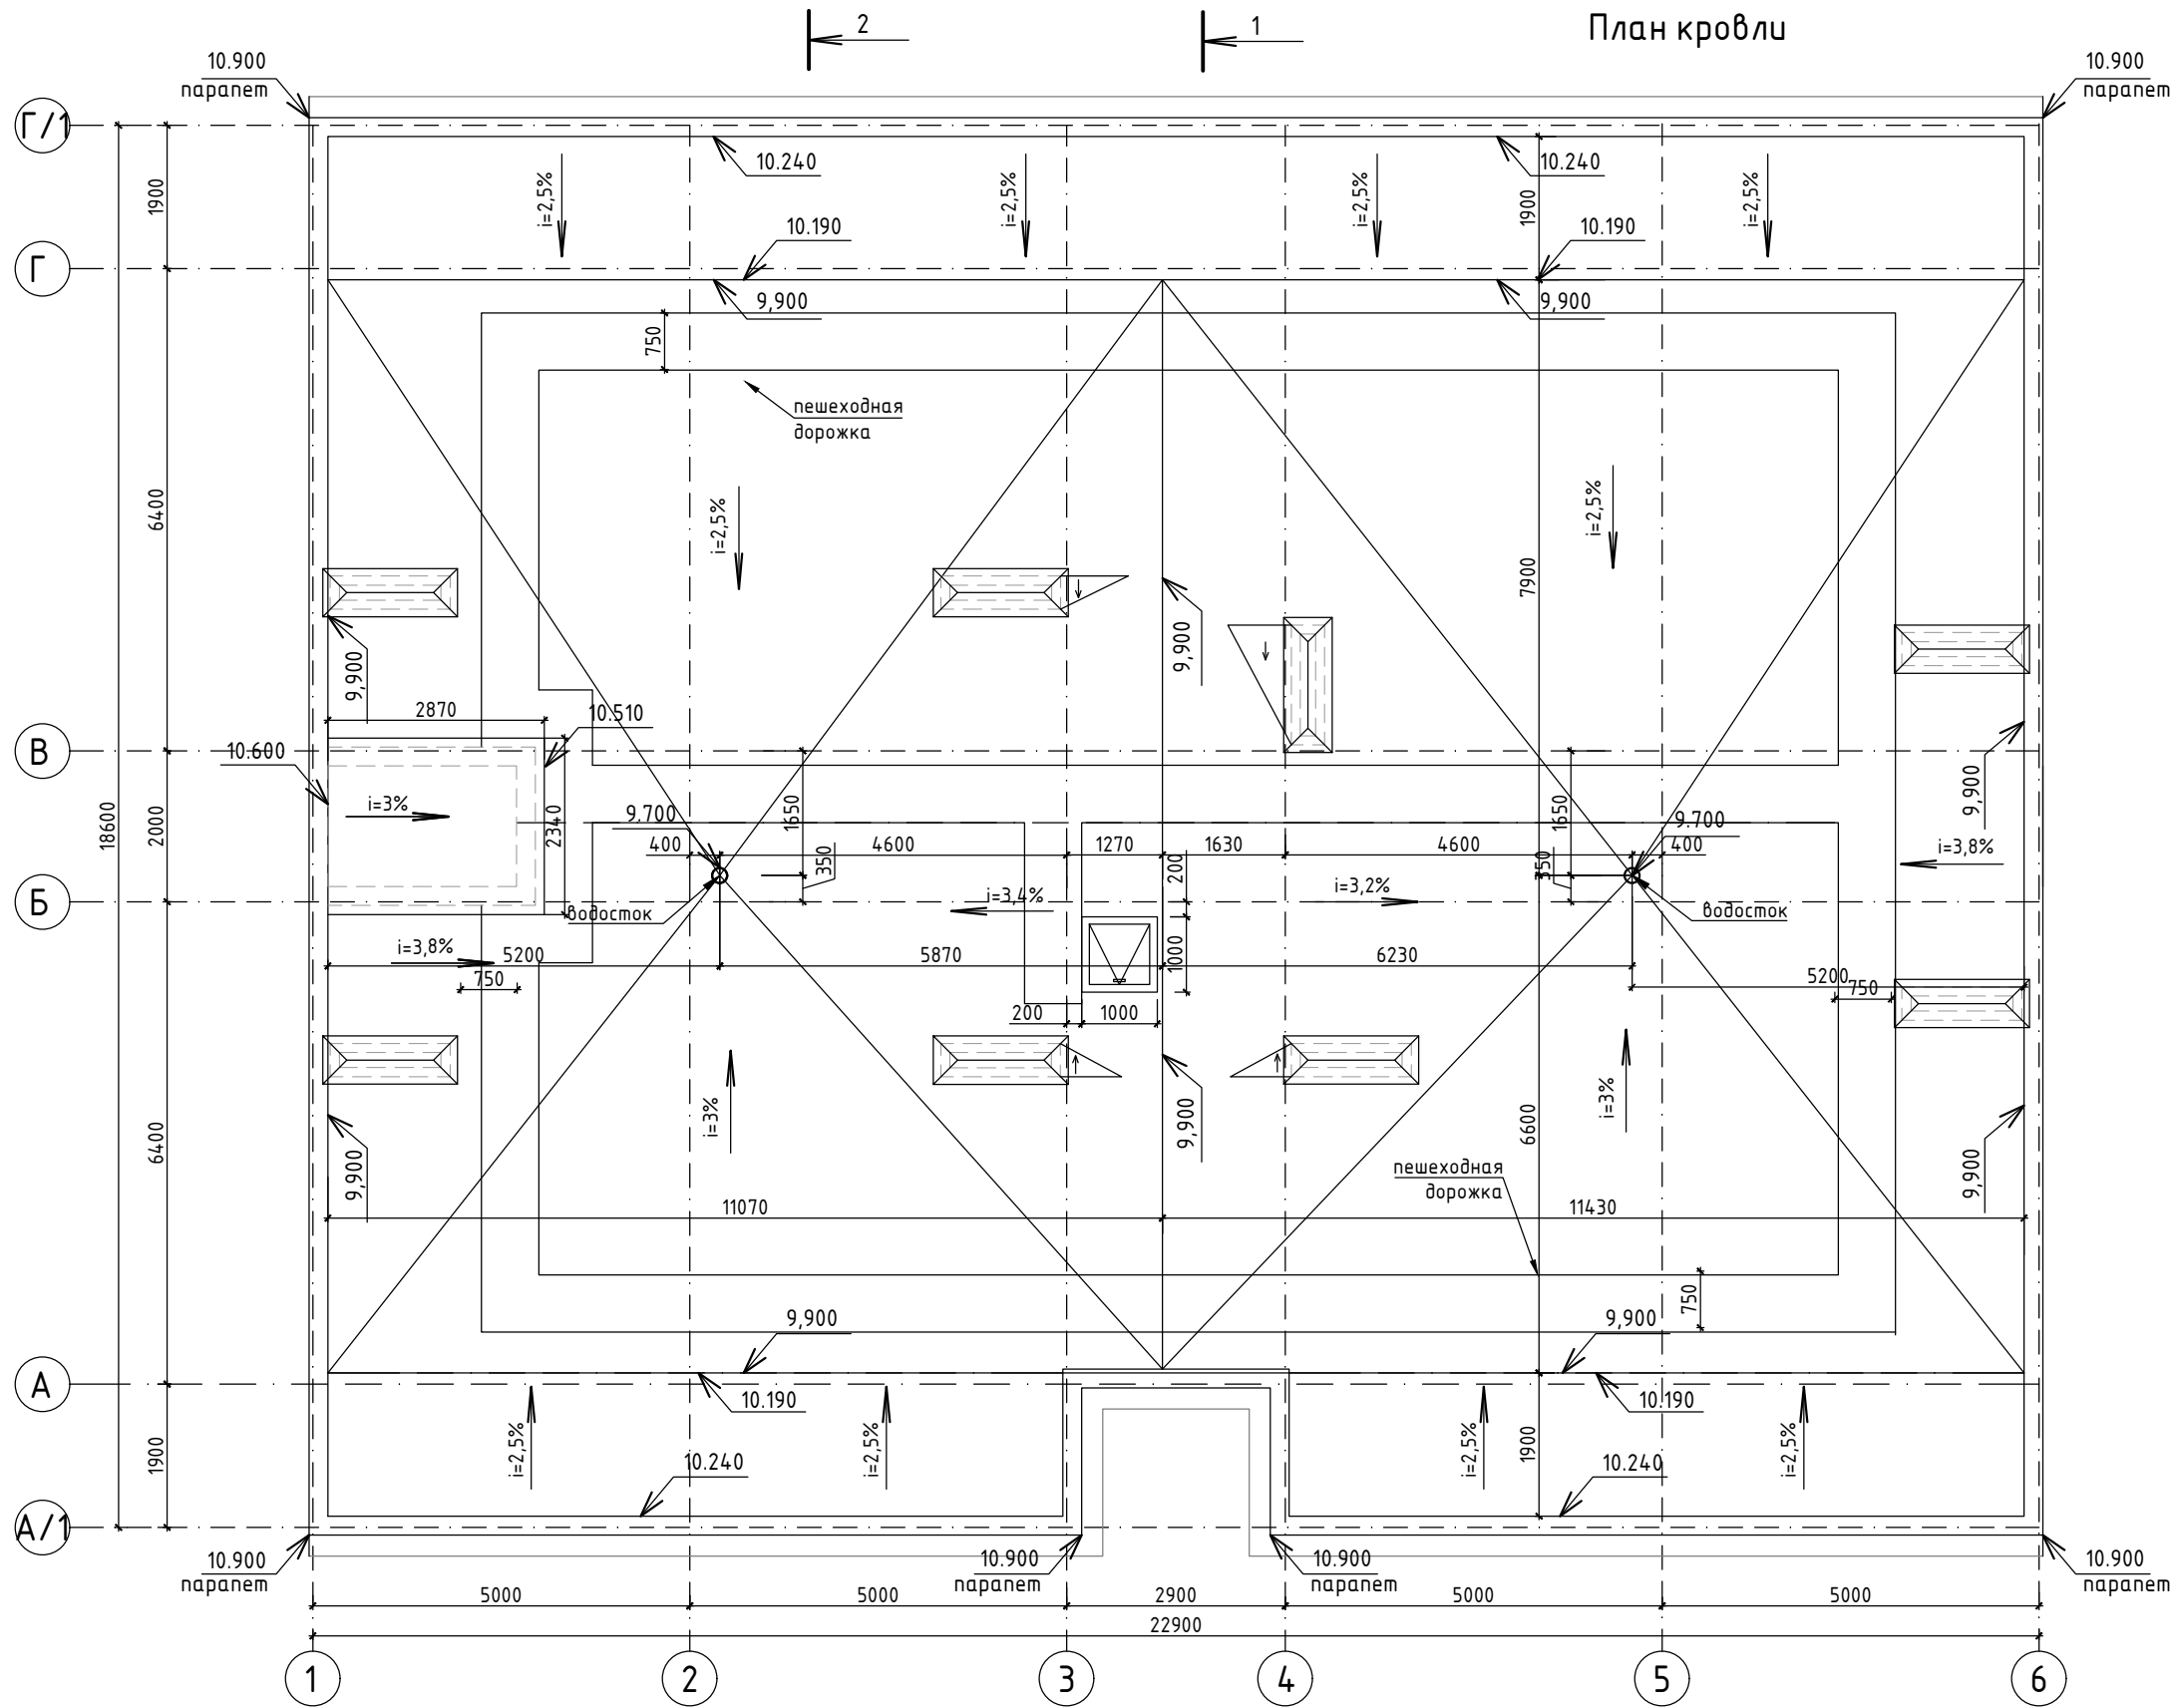 2
1
План кровли
10.900
парапет
10.900
парапет
Г/1
10.240
10.240
i=2,5%
i=2,5%
i=2,5%
i=2,5%
1900
1900
10.190
10.190
Г
9,900
9,900
750
пешеходная
дорожка
6400
i=2,5%
i=2,5%
7900
9,900
9,900
2870
10.510
В
10.600
9,900
i=3%
18600
2000
2340
9.700
1650
1650
9.700
400
4600
1270
1630
4600
400
i=3,8%
350
350
200
Б
i=3,4%
i=3,2%
водосток
водосток
i=3,8%
5200
5870
1000
6230
5200
750
750
200
1000
6400
i=3%
i=3%
6600
9,900
9,900
9,900
пешеходная
дорожка
11070
11430
750
9,900
9,900
А
10.190
10.190
1900
i=2,5%
i=2,5%
i=2,5%
1900
i=2,5%
10.240
10.240
А/1
10.900
парапет
10.900
парапет
10.900
парапет
10.900
парапет
5000
5000
2900
5000
5000
22900
1
2
3
4
5
6